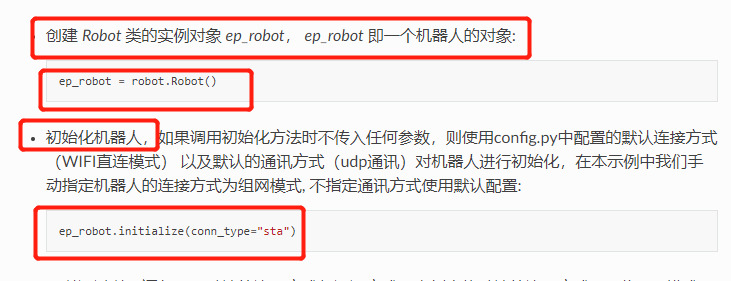 创建 Robot 类的实例对象 ep_robot， ep_robot 即一个机器人的对象:
ep_robot = robot.Robot()
初始化机器人，如果调用初始化方法时不传入任何参数，则使用config.py中配置的默认连接方式
（WIFI直连模式） 以及默认的通讯方式（udp通讯）对机器人进行初始化，在本示例中我们手
动指定机器人的连接方式为组网模式, 不指定通讯方式使用默认配置:
ep_robot.initialize(conn_type="sta")